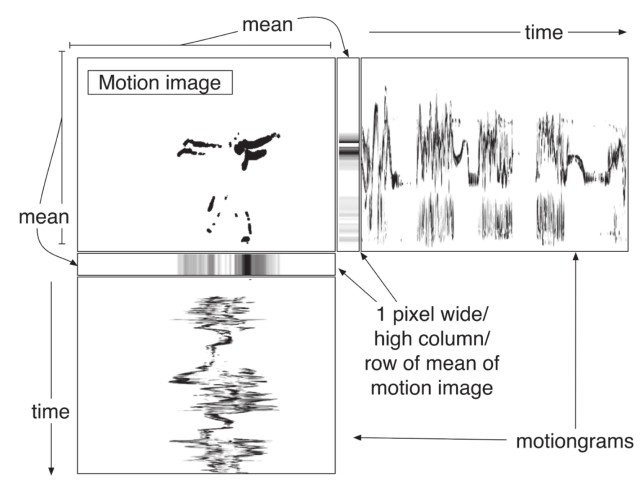 mean
time
Motion image
mean
1 pixel wide/
high column/
row of mean of
motion image
time
motiongrams